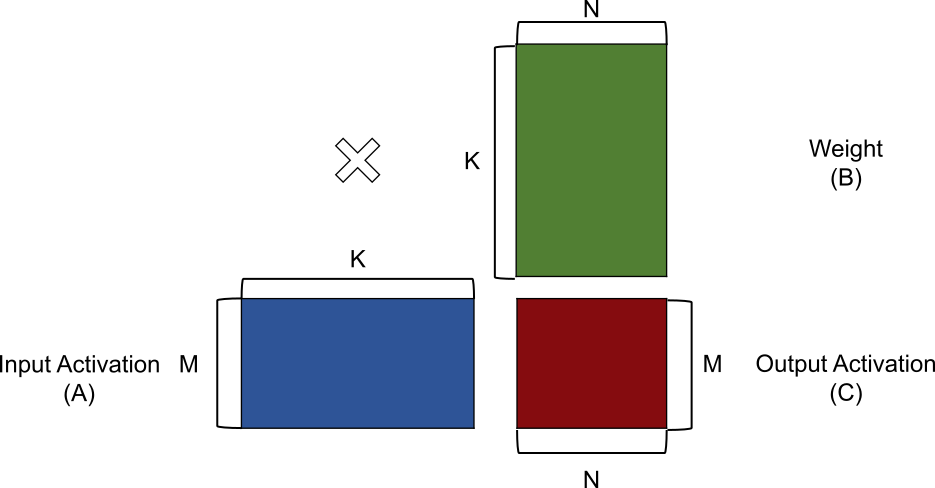 N
K
Weight
(B)
K
Input Activation
(A)
M
M
Output Activation
(C)
N